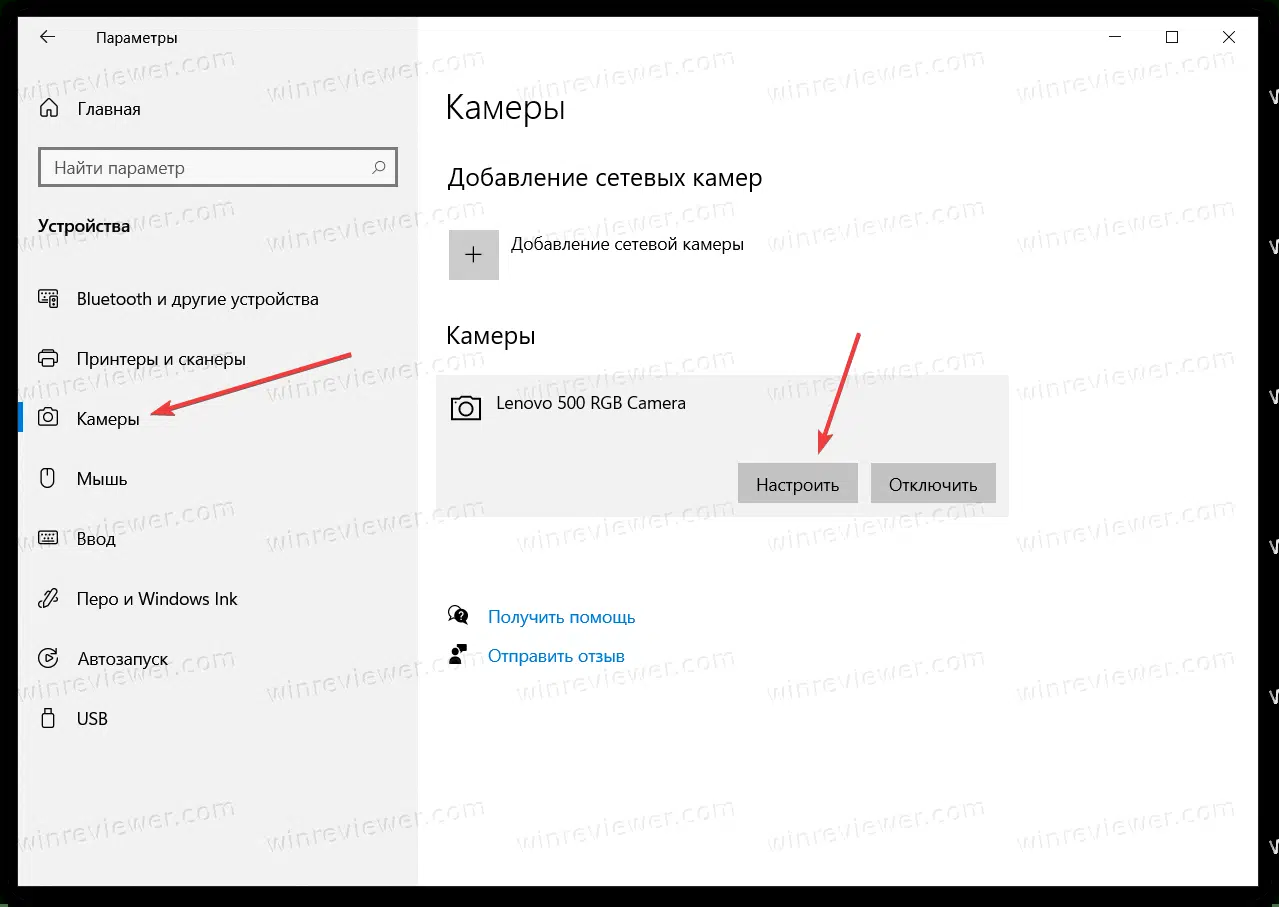 Параметры
Главная
Найти параметр
Устройства
Bluetooth и другие устройства
Принтеры и сканеры
Камеры
Мышь
Ввод
Перо и Windows Ink
Автозапуск
USB
Камеры
Добавление сетевых камер
Добавление сетевой камеры
Камеры
Lenovo 500 RGB Camera
Настроить Отключить
Получить помощь
Отправить отзыв
winreviewer.com